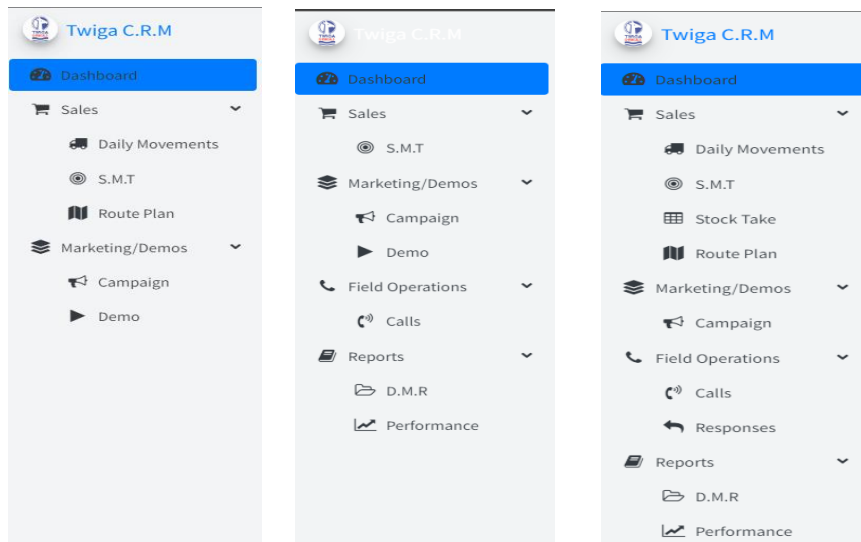 Twiga C.R.M
Dashboard
Sales
Daily Movements
S.M.T
Route Plan
Marketing/Demos
Campaign
Demo
Twiga C.R.M
Dashboard
Sales
S.M.T
Marketing/Demos
Campaign
Demo
Field Operations
Calls
Reports
D.M.R
Performance
Twiga C.R.M
Dashboard
Sales
Daily Movements
S.M.T
Stock Take
Route Plan
Marketing/Demos
Campaign
Field Operations
Calls
Responses
Reports
D.M.R
Performance